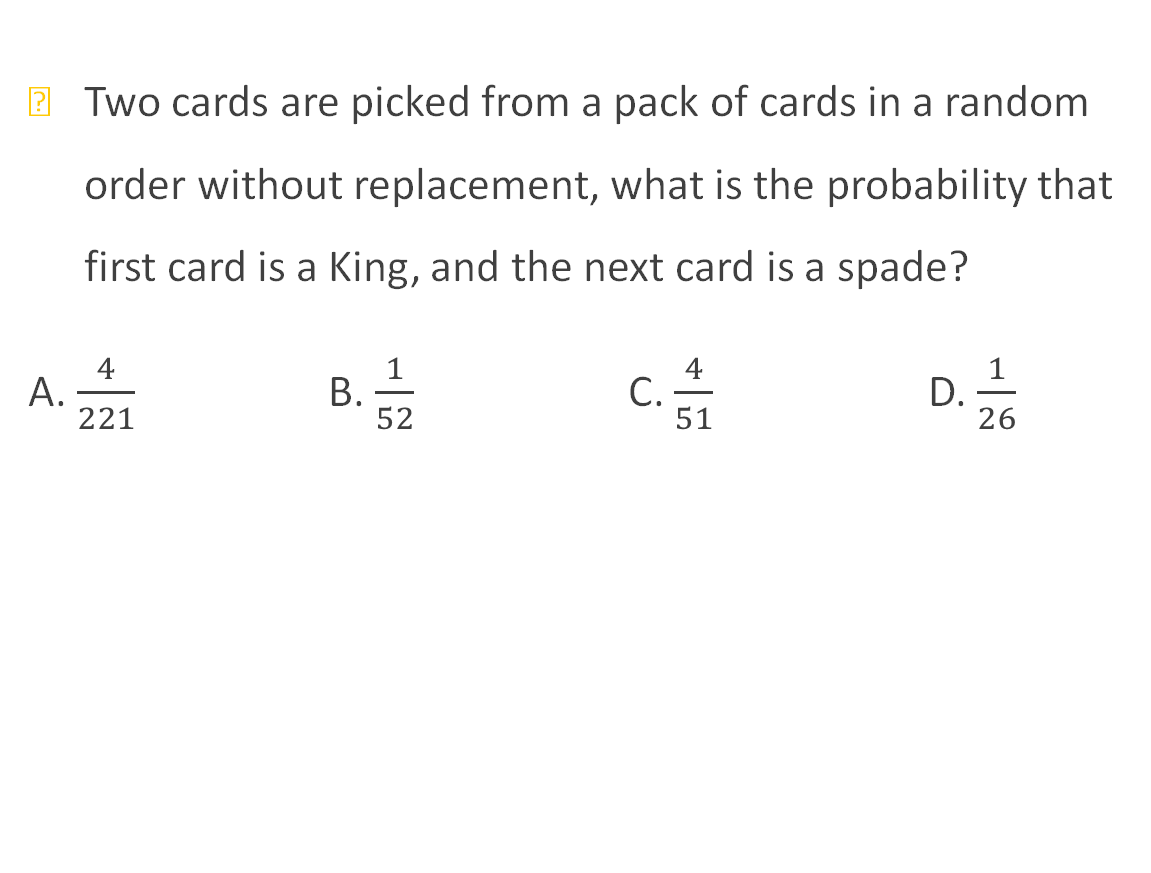 Two cards are picked from a pack of cards in a random
order without replacement, what is the probability that
first card is a King, and the next card is a spade?
A. 4/221 B. 1/52 C. 4/51 D. 1/26